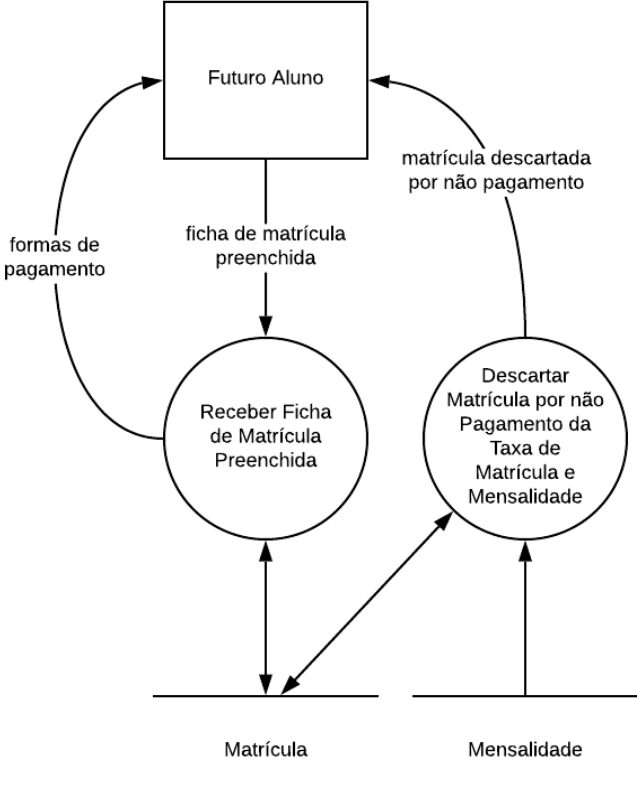 Futuro Aluno
matrícula descartada
por não pagamento
formas de
pagamento
ficha de matrícula
preenchida
Receber Ficha
de Matrícula
Preenchida
Descartar
Matrícula por não
Pagamento da
Taxa de
Matrícula e
Mensalidade
Matrícula
Mensalidade